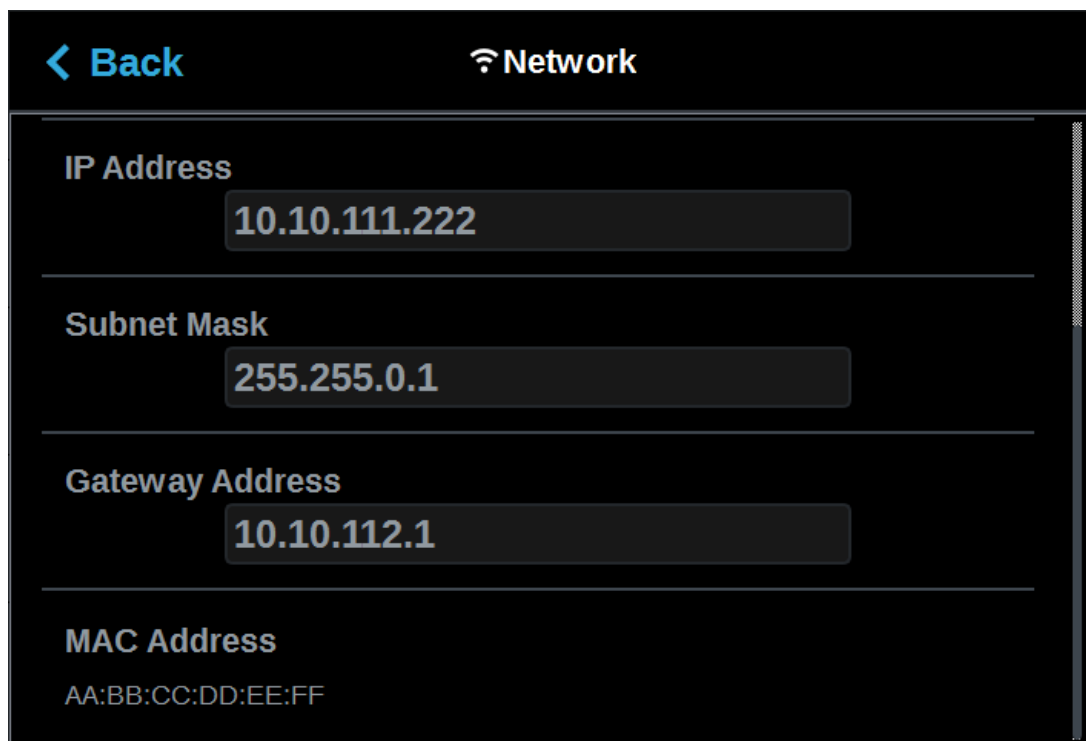 Back
Network
IP Address
10.10.111.222
Subnet Mask
255.255.0.1
Gateway Address
10.10.112.1
MAC Address
AA:BB:CC:DD:EE:FF